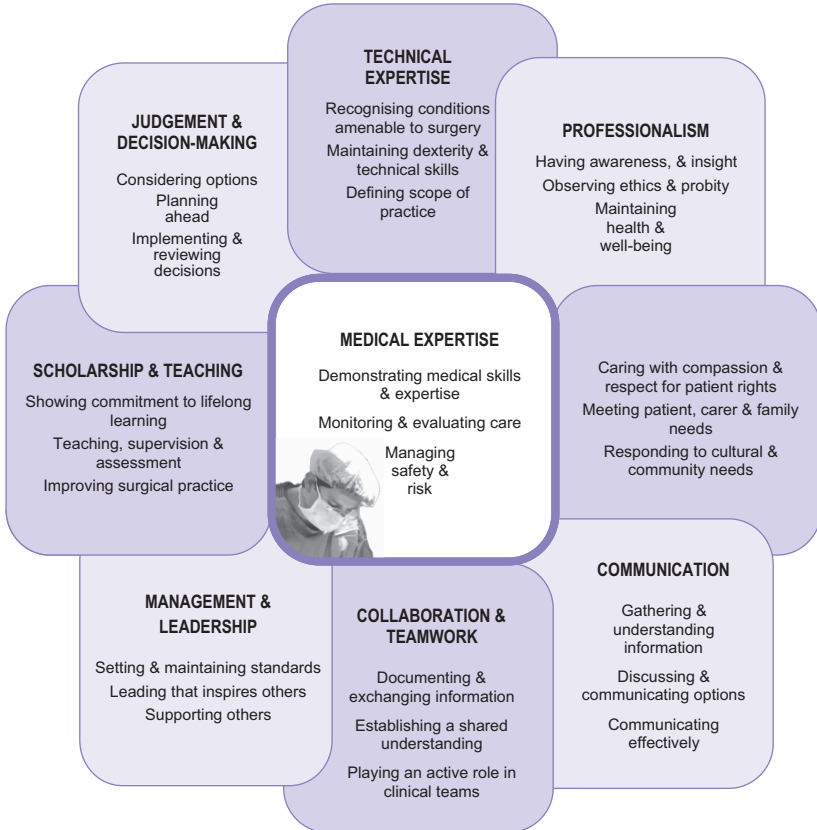 TECHNICAL
EXPERTISE
Recognising conditions
amenable to surgery
Maintaining dexterity &
technical skills
Defining scope of
practice
JUDGEMENT &
DECISION-MAKING
Considering options
Planning
ahead
Implementing &
reviewing
decisions
PROFESSIONALISM
Having awareness, & insight
Observing ethics & probity
Maintaining
health &
well-being
SCHOLARSHIP & TEACHING
Showing commitment to lifelong
learning
Teaching, supervision &
assessment
Improving surgical practice
MEDICAL EXPERTISE
Demonstrating medical skills
& expertise
Monitoring & evaluating care
Managing
safety &
risk
Caring with compassion &
respect for patient rights
Meeting patient, carer & family
needs
Responding to cultural &
community needs
MANAGEMENT &
LEADERSHIP
Setting & maintaining standards
Leading that inspires others
Supporting others
COLLABORATION &
TEAMWORK
Documenting &
exchanging information
Establishing a shared
understanding
Playing an active role in
clinical teams
COMMUNICATION
Gathering &
understanding
information
Discussing &
communicating options
Communicating
effectively